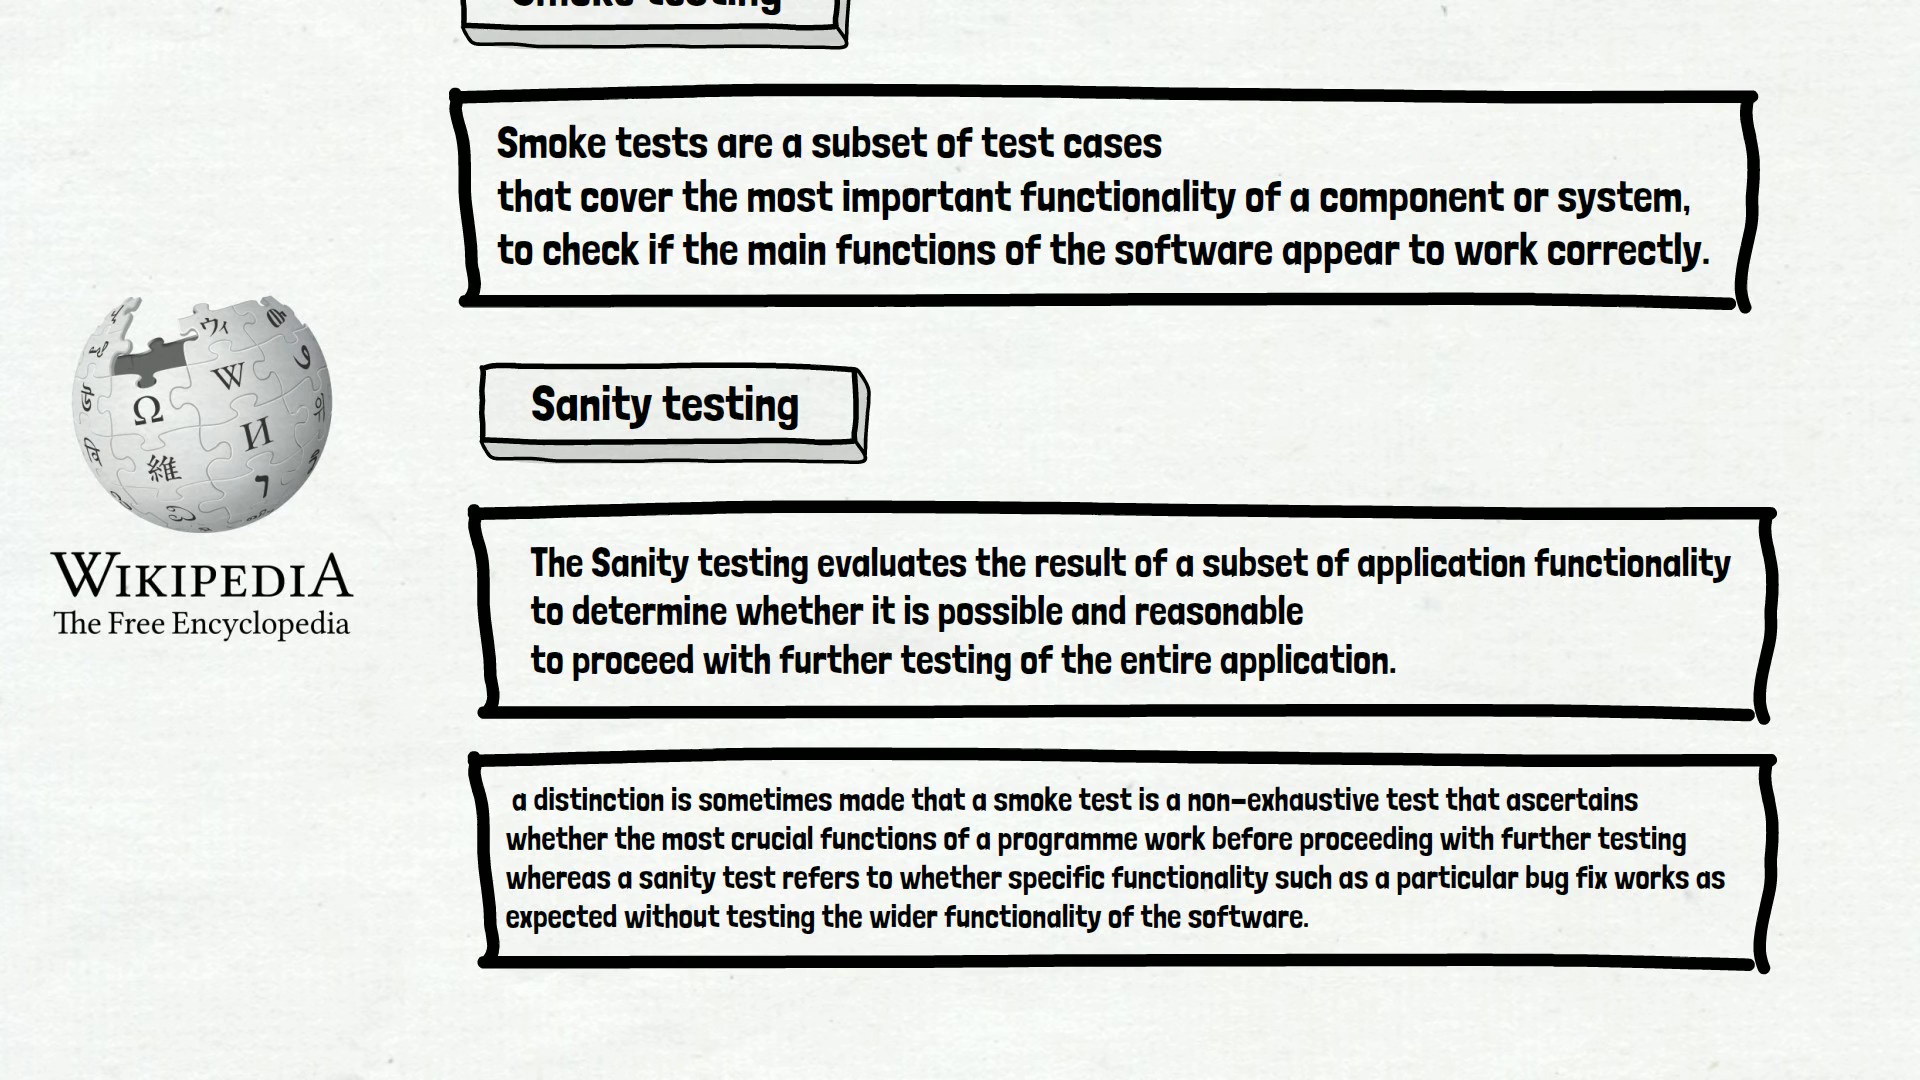 Smoke testing
Smoke tests are a subset of test cases
that cover the most important functionality of a component or system,
to check if the main functions of the software appear to work correctly.
Sanity testing
The Sanity testing evaluates the result of a subset of application functionality
to determine whether it is possible and reasonable
to proceed with further testing of the entire application.
a distinction is sometimes made that a smoke test is a non-exhaustive test that ascertains
whether the most crucial functions of a programme work before proceeding with further testing
whereas a sanity test refers to whether specific functionality such as a particular bug fix works as
expected without testing the wider functionality of the software.
Ω
W
И
維
ウィ
WIKIPEDIA
The Free Encyclopedia